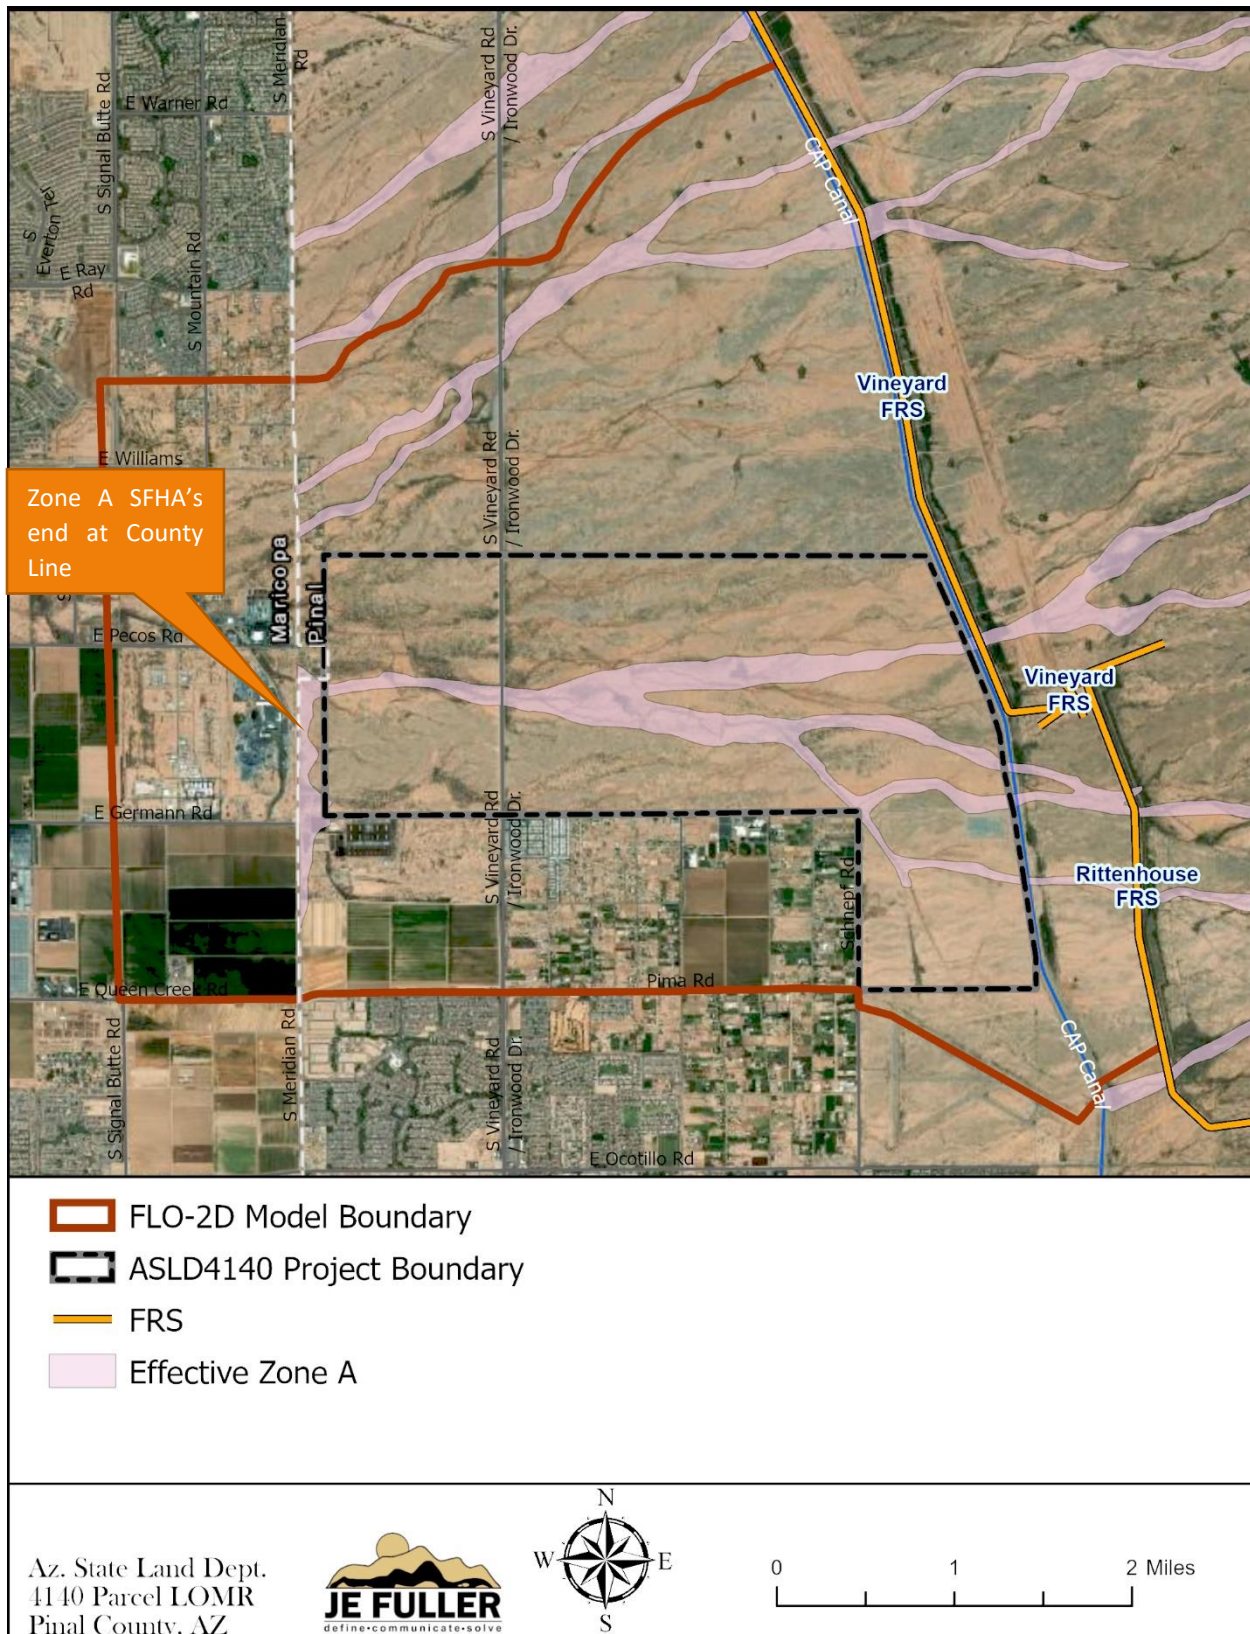 S Meridian
Rd
S Signal Butte Rd
E Warner Rd
S Vineyard Rd
/ Ironwood Dr.
CAP Canal
S
Everton Ter
E Ray
Rd
S Mountain Rd
Vineyard
FRS
E Williams
S Vineyard Rd
/ Ironwood Dr.
Zone A SFHA’s
end at County
Line
Maricopa
Pinal
E Pecos Rd
Vineyard
FRS
E Germann Rd
S Vineyard Rd
/ Ironwood Dr.
Schnepf Rd
Rittenhouse
FRS
E Queen Creek Rd
Pima Rd
S Signal Butte Rd
S Meridian Rd
S Vineyard Rd
/ Ironwood Dr.
CAP Canal
E Ocotillo Rd
FLO-2D Model Boundary
ASLD4140 Project Boundary
FRS
Effective Zone A
Az. State Land Dept.
4140 Parcel LOMR
Pinal County, AZ
JE FULLER
define•communicate•solve
N
W E
S
0 1 2 Miles